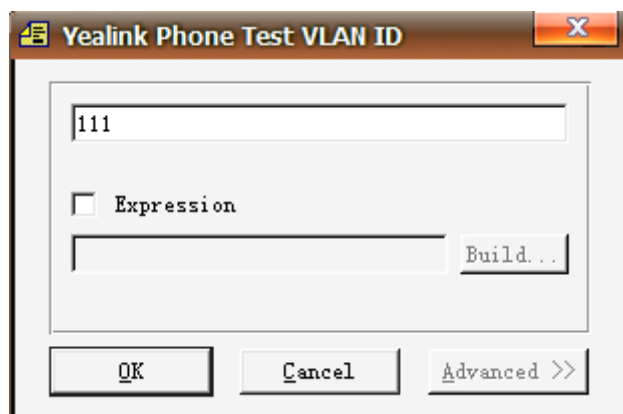 Yealink Phone Test VLAN ID
111
Expression
Build...
OK
Cancel
Advanced >>